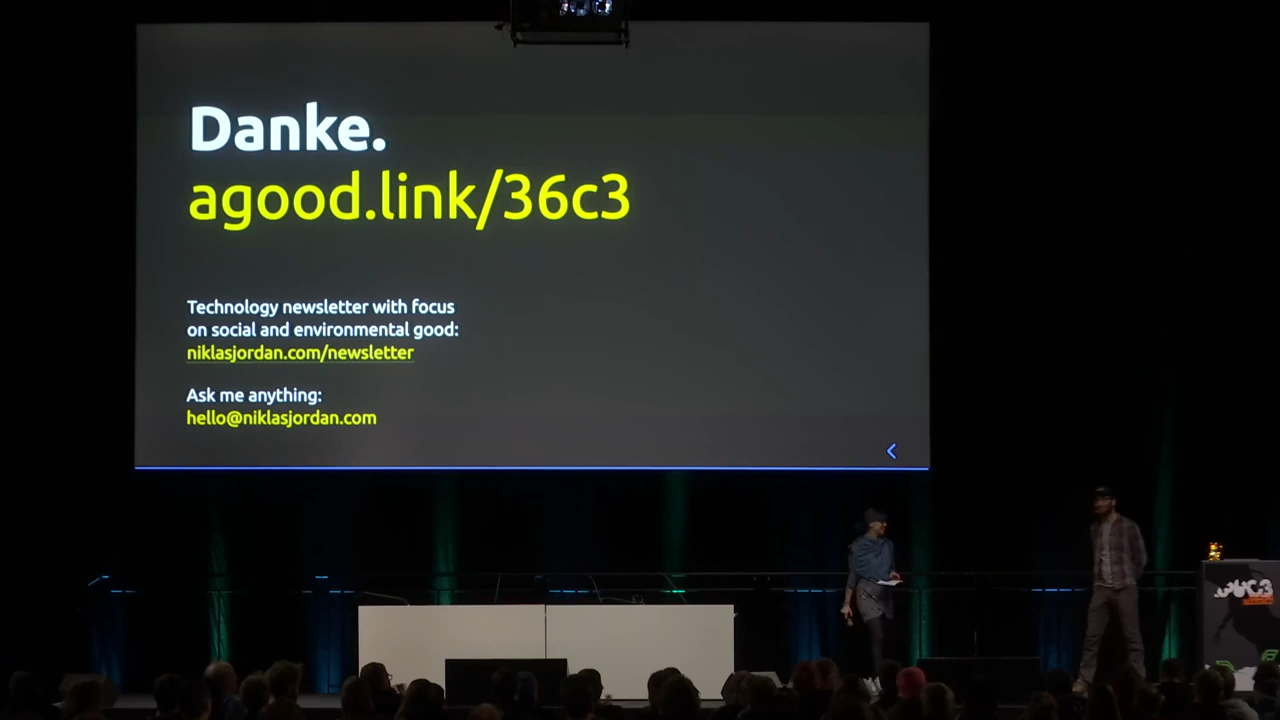 Danke.
agood.link/36c3
Technology newsletter with focus
on social and environmental good:
niklasjordan.com/newsletter
Ask me anything:
hello@niklasjordan.com